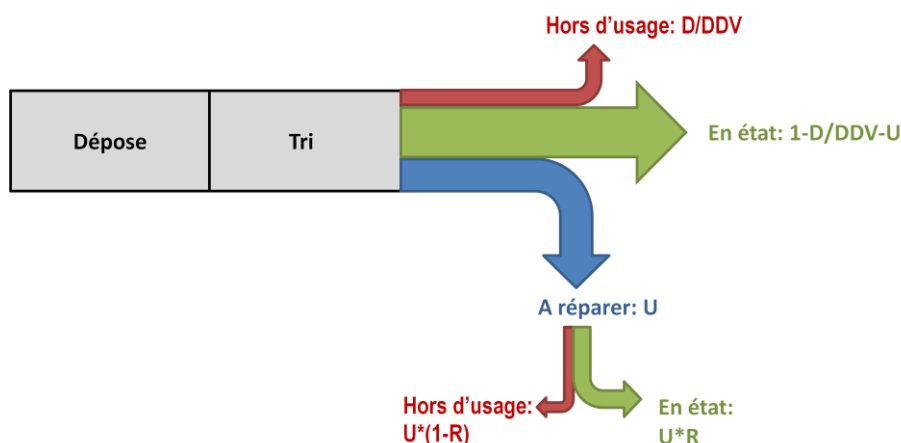 Hors d'usage: D/DDV
Dépose
Tri
En état: 1-D/DDV-U
A réparer: U
Hors d'usage:
U*(1-R)
En état:
U*R